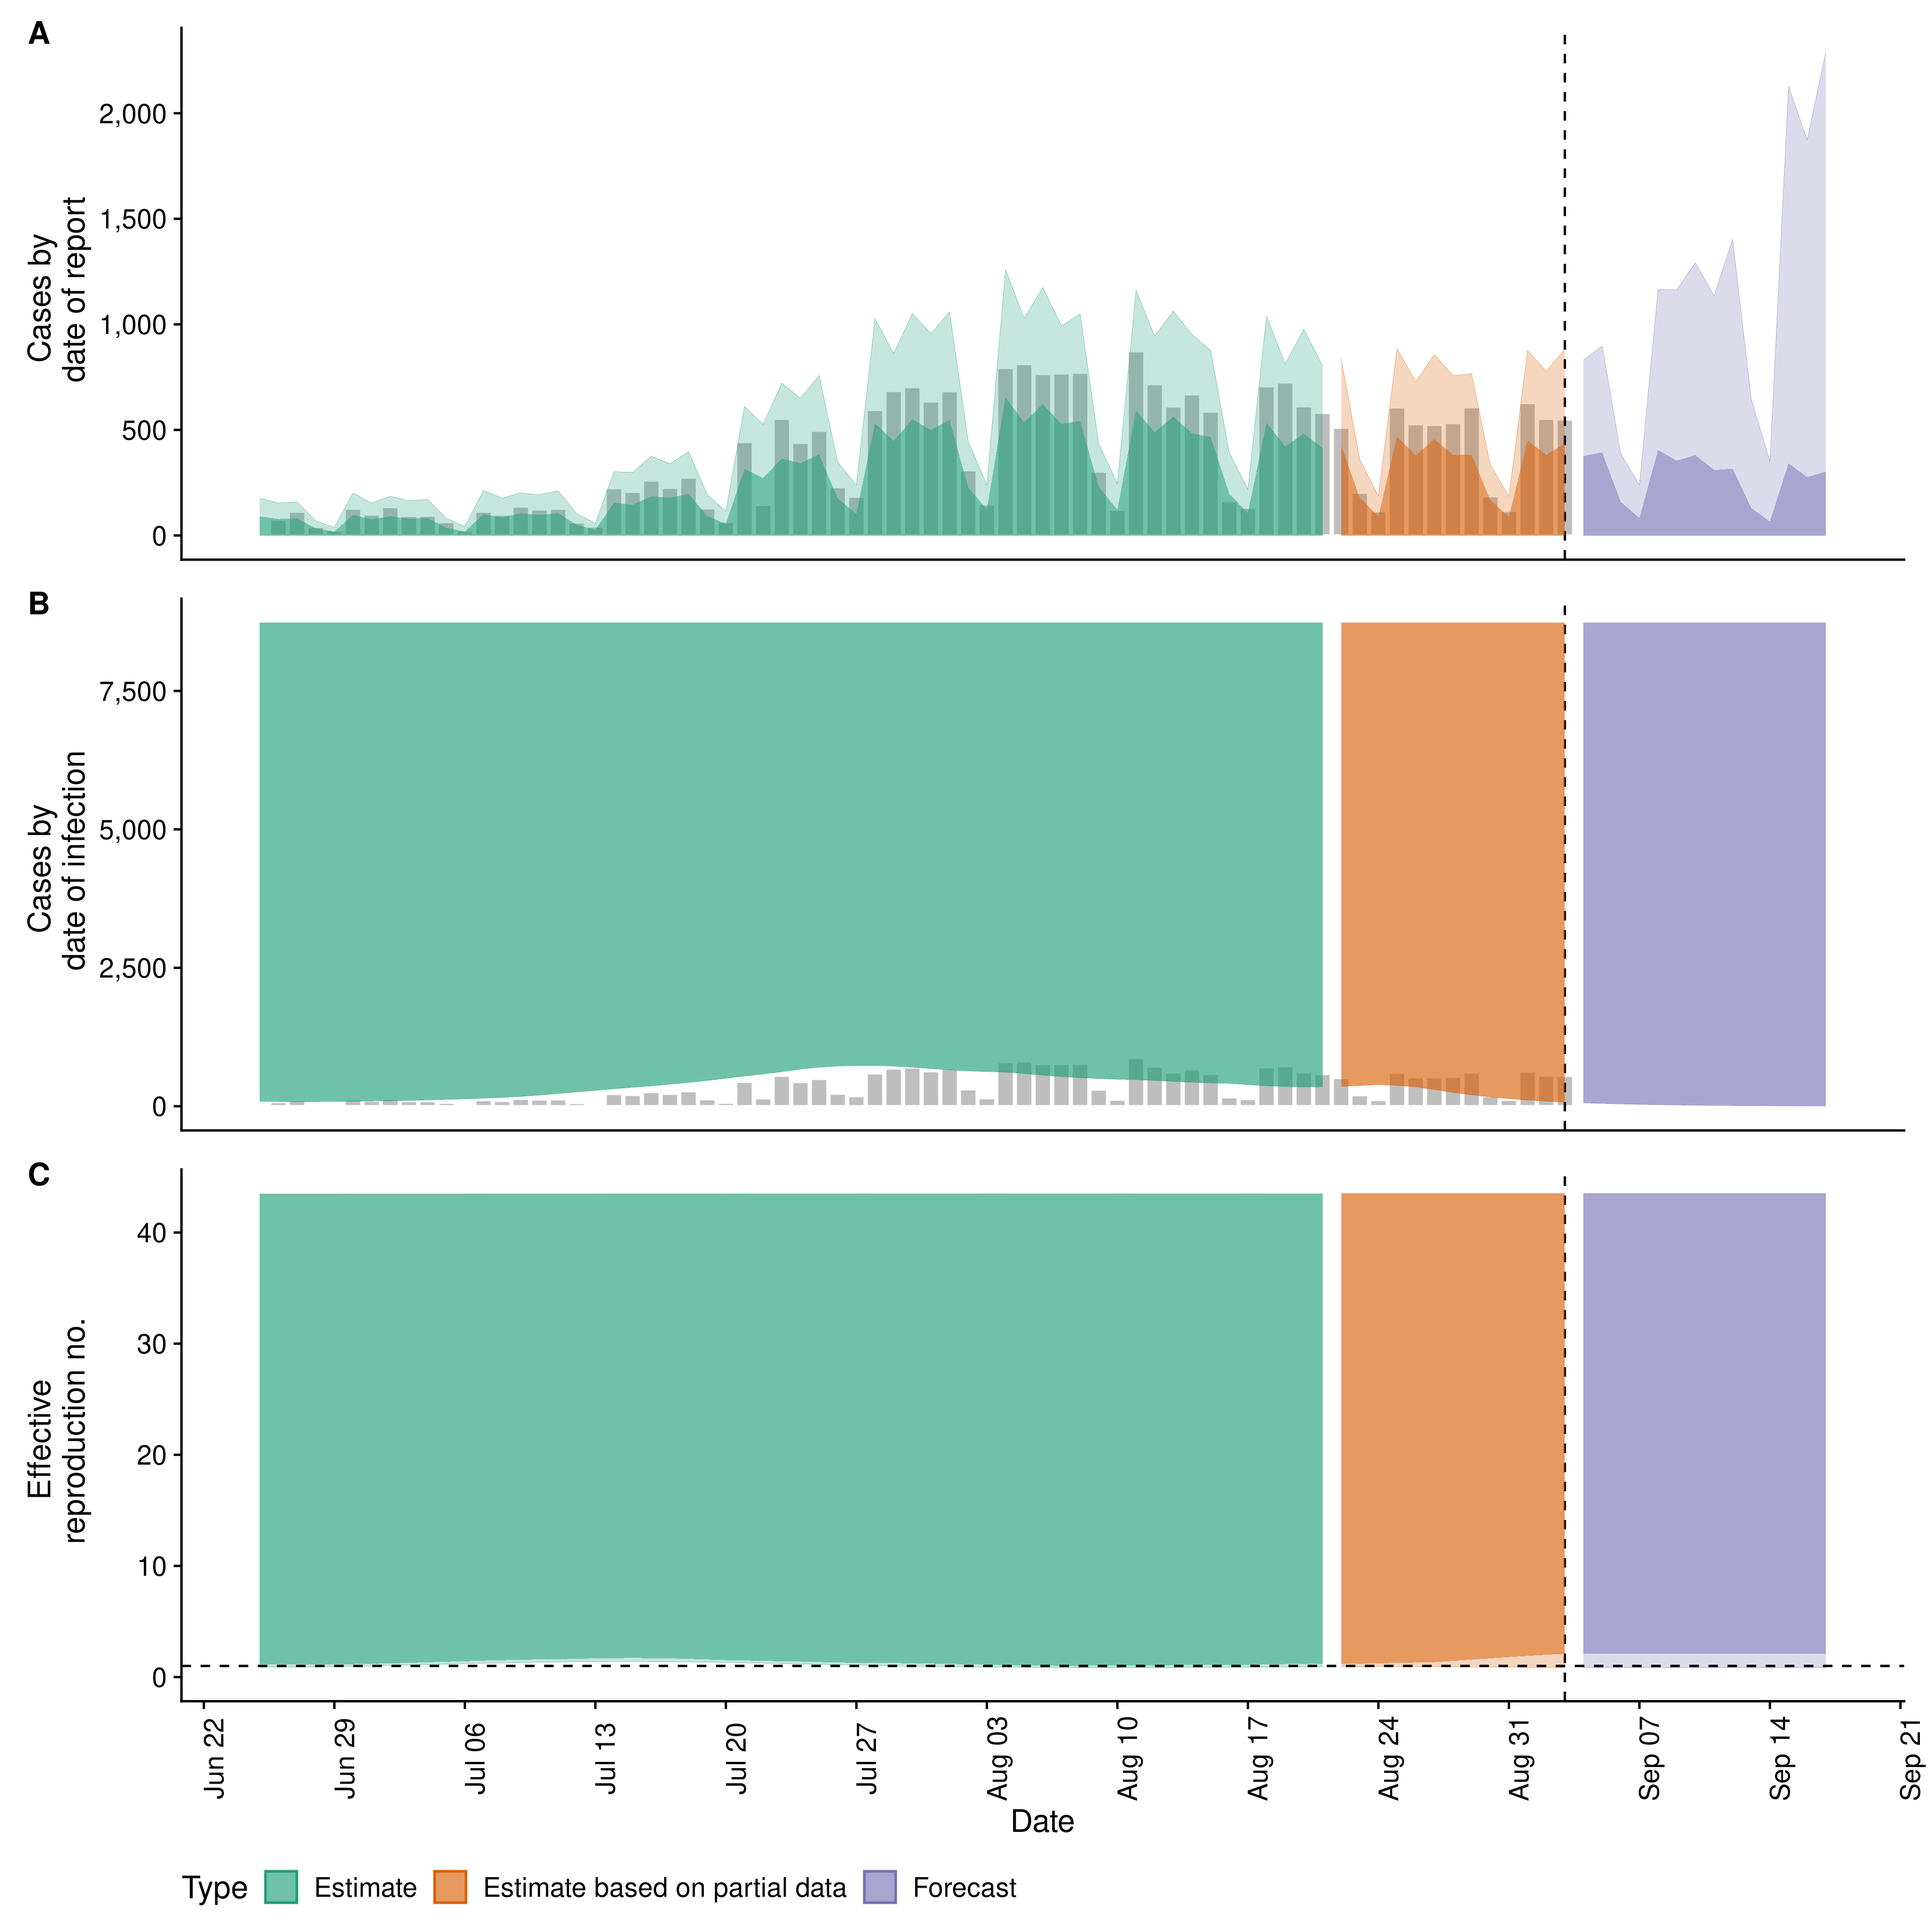 A
Cases by
date of report
2,000
1,500
1,000
500
0
B
Cases by
date of infection
7,500
5,000
2,500
0
C
Effective
reproduction no.
40
30
20
10
0
Jun 22
Jun 29
Jul 06
Jul 13
Jul 20
Jul 27
Aug 03
Aug 10
Aug 17
Aug 24
Aug 31
Sep 07
Sep 14
Sep 21
Date
Type Estimate Estimate based on partial data Forecast